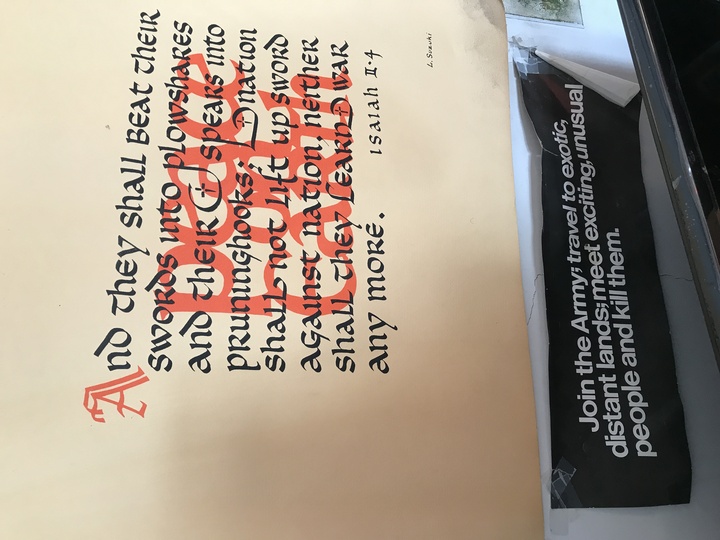 And they shall beat their
swords into plowshares
and their spears into
pruninghooks: nation
shall not lift up sword
against nation, neither
shall they learn war
any more.
Isaiah II·4
L. Suzuki
Join the Army; travel to exotic,
distant lands; meet exciting, unusual
people and kill them.